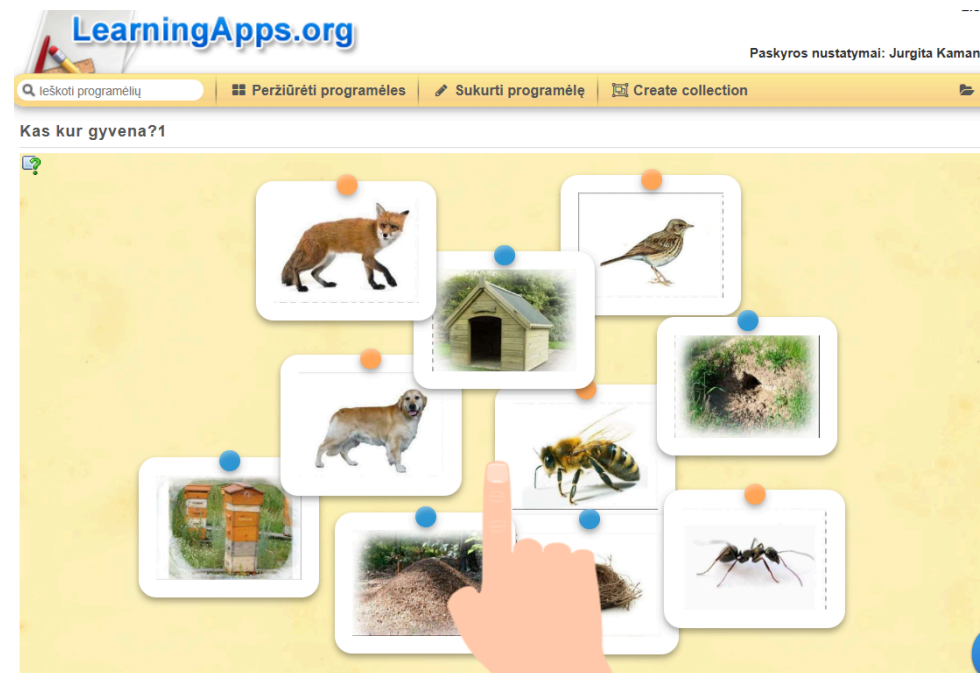 LearningApps.org
Paskyros nustatymai: Jurgita Kaman
Ieškoti programėlių
Peržiūrėti programėles
Sukurti programėlę
Create collection
Kas kur gyvena?1